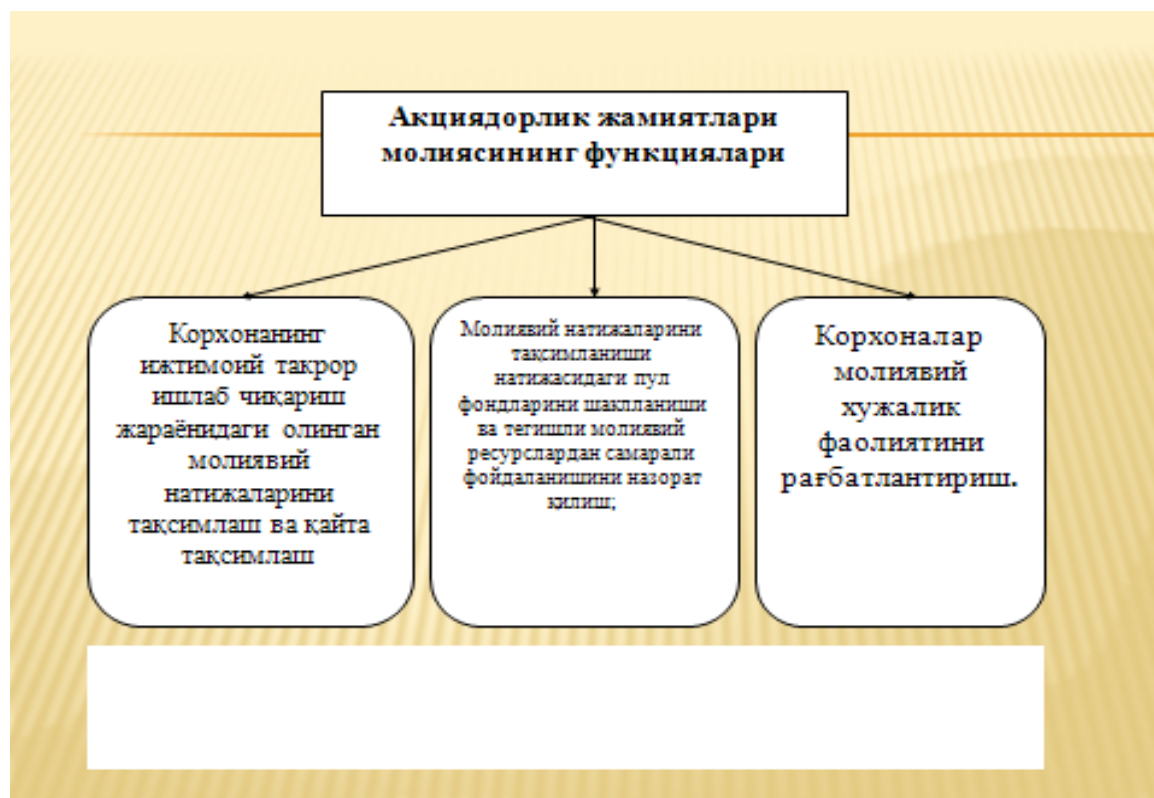 Акциядорлик жамиятлари
молиясининг функциялари
Корхонанинг
ижтимоий такрор
ишлаб чиқариш
жараёнидаги олинган
молиявий
натижаларини
тақсимлаш ва қайта
тақсимлаш
Молиявий натижаларини
тақсимланиши
натижасидаги пул
фондларини шаклланиши
ва тегишли молиявий
ресурслардан самарали
фойдаланишини назорат
қилиш;
Корхоналар
молиявий
хужалик
фаолиятини
рағбатлантириш.